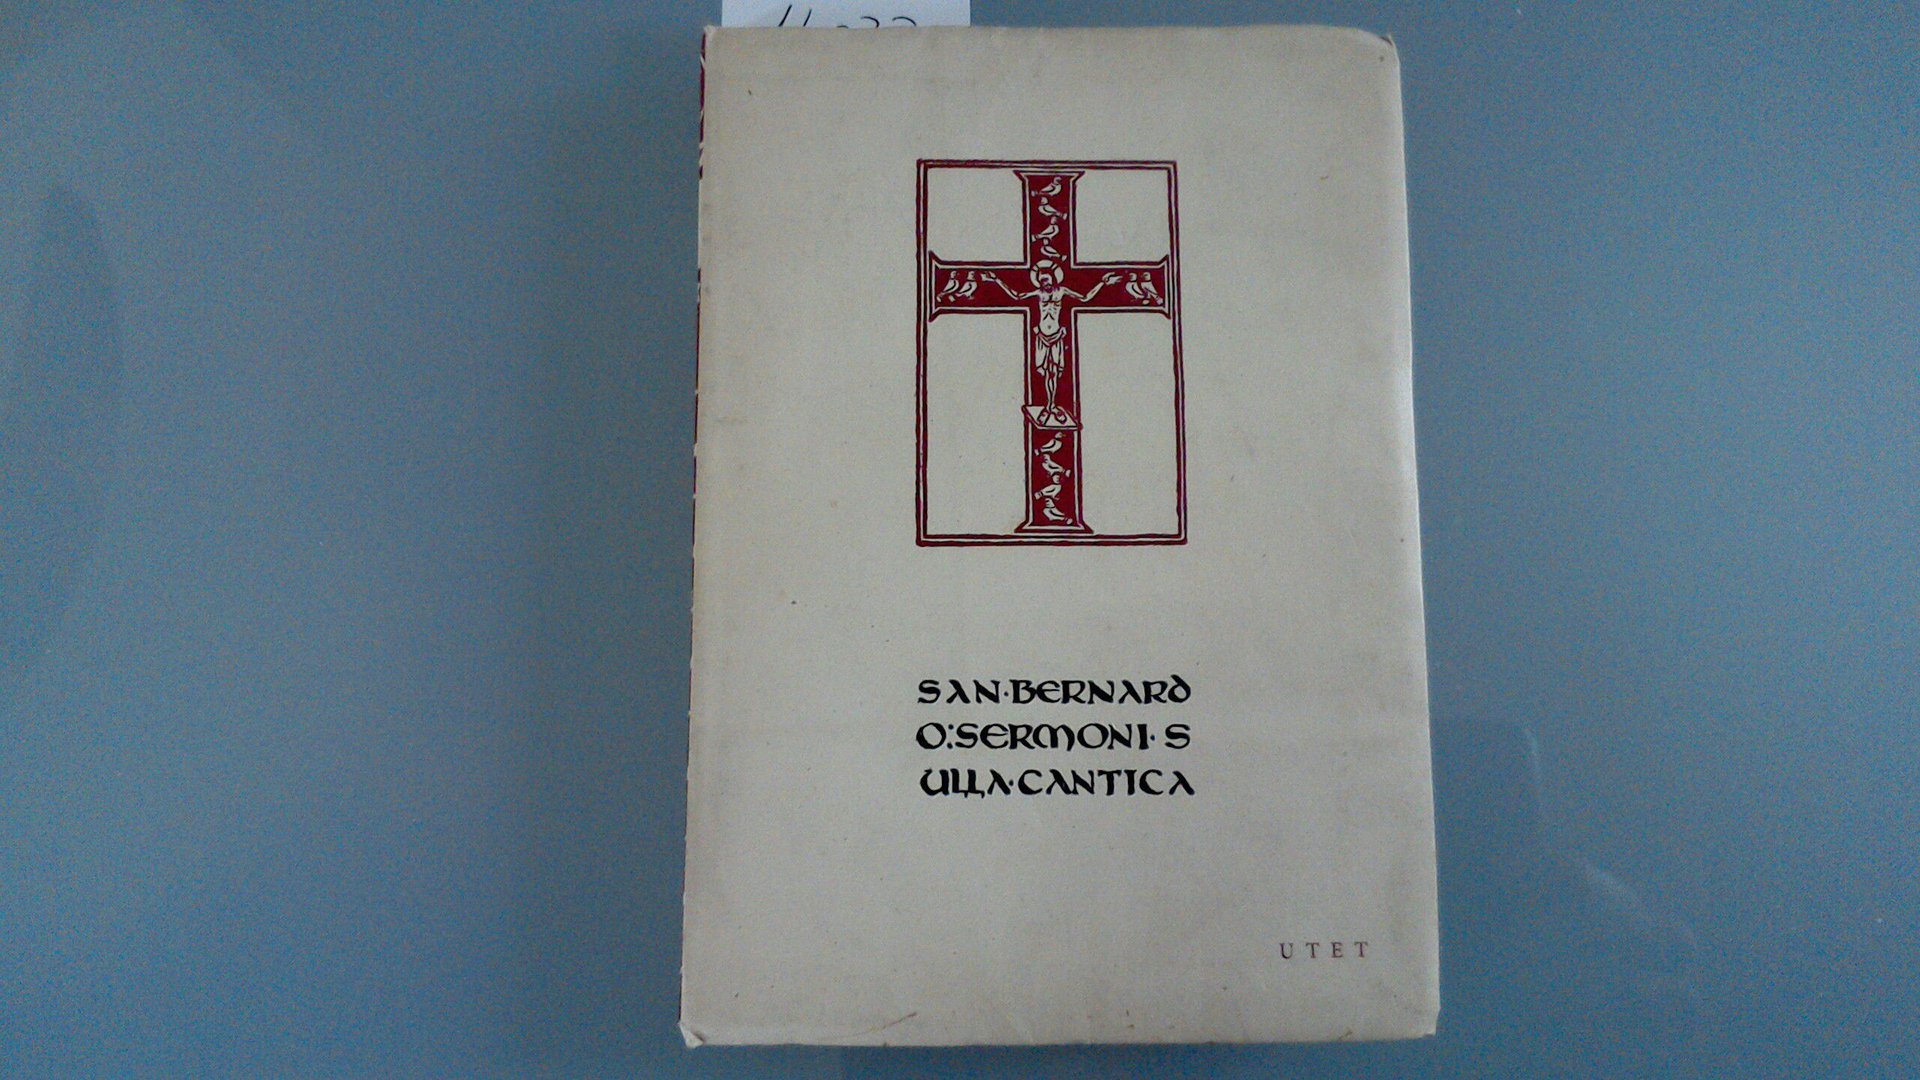 SAN·BERNARD
O:SERMONI·S
ULLA·CANTICA
UTET